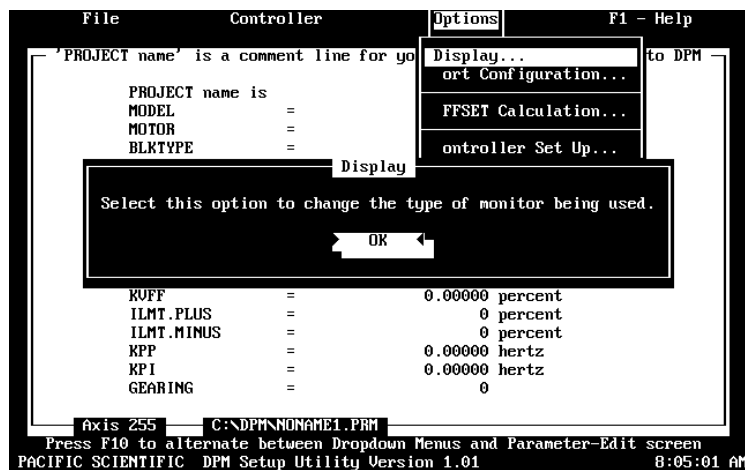 File Controller Options F1 - Help
'PROJECT name' is a comment line for yo
to DPM
Display...
ort Configuration...
PROJECT name is
MODEL =
FFSET Calculation...
MOTOR =
BLKTYPE =
ontroller Set Up...
Display
Select this option to change the type of monitor being used.
OK
KVFF = 0.00000 percent
ILMT.PLUS = 0 percent
ILMT.MINUS = 0 percent
KPP = 0.00000 hertz
KPI = 0.00000 hertz
GEARING = 0
Axis 255 C:\DPM\NONAME1.PRM
Press F10 to alternate between Dropdown Menus and Parameter-Edit screen
PACIFIC SCIENTIFIC DPM Setup Utility Version 1.01 8:05:01 AM